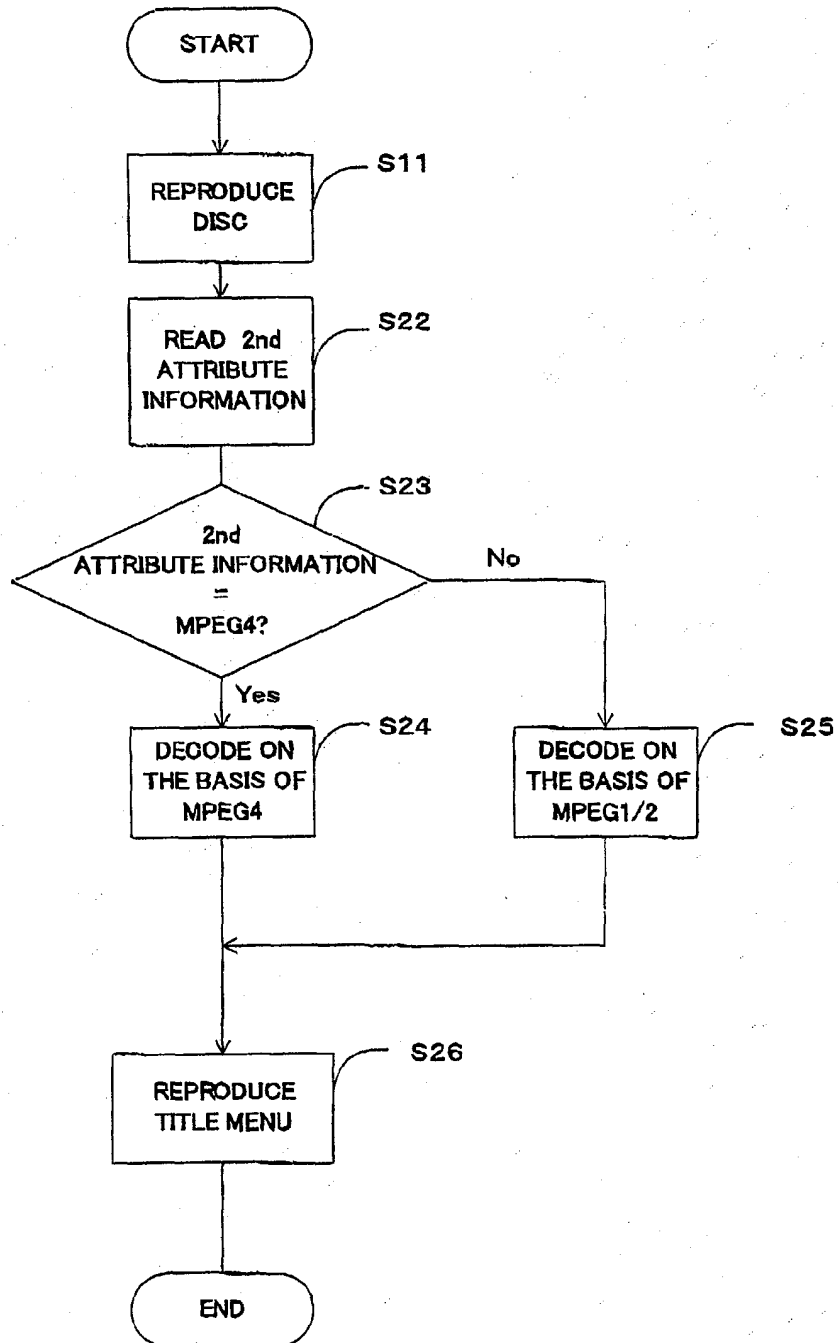 START
S11
REPRODUCE
DISC
S22
READ 2nd
ATTRIBUTE
INFORMATION
S23
2nd
ATTRIBUTE INFORMATION
=
MPEG4?
No
Yes
S24
DECODE ON
THE BASIS OF
MPEG4
S25
DECODE ON
THE BASIS OF
MPEG1/2
S26
REPRODUCE
TITLE MENU
END